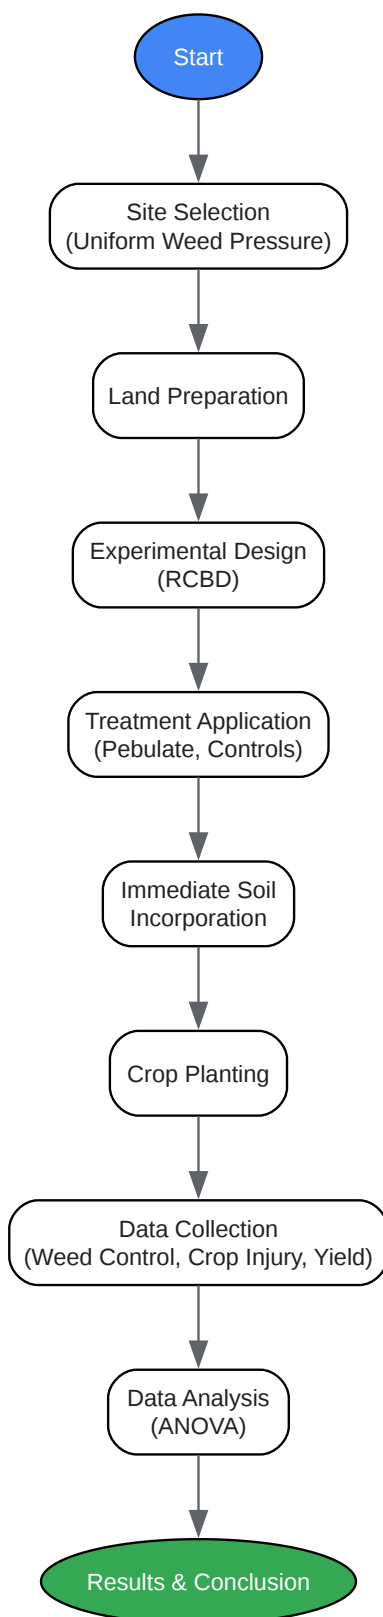 Start
Site Selection
(Uniform Weed Pressure)
Land Preparation
Experimental Design
(RCBD)
Treatment Application
(Pebulate, Controls)
Immediate Soil
Incorporation
Crop Planting
Data Collection
(Weed Control, Crop Injury, Yield)
Data Analysis
(ANOVA)
Results & Conclusion